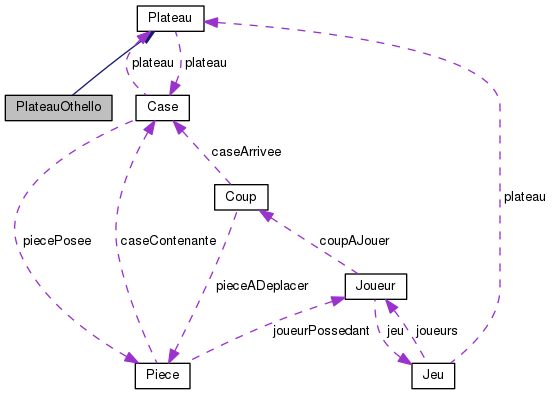 Plateau
plateau
plateau
PlateauOthello
Case
caseArrivee
Coup
plateau
piecePosee
caseContenante
coupAJouer
pieceADeplacer
Joueur
joueurPossedant
jeu
joueurs
Piece
Jeu